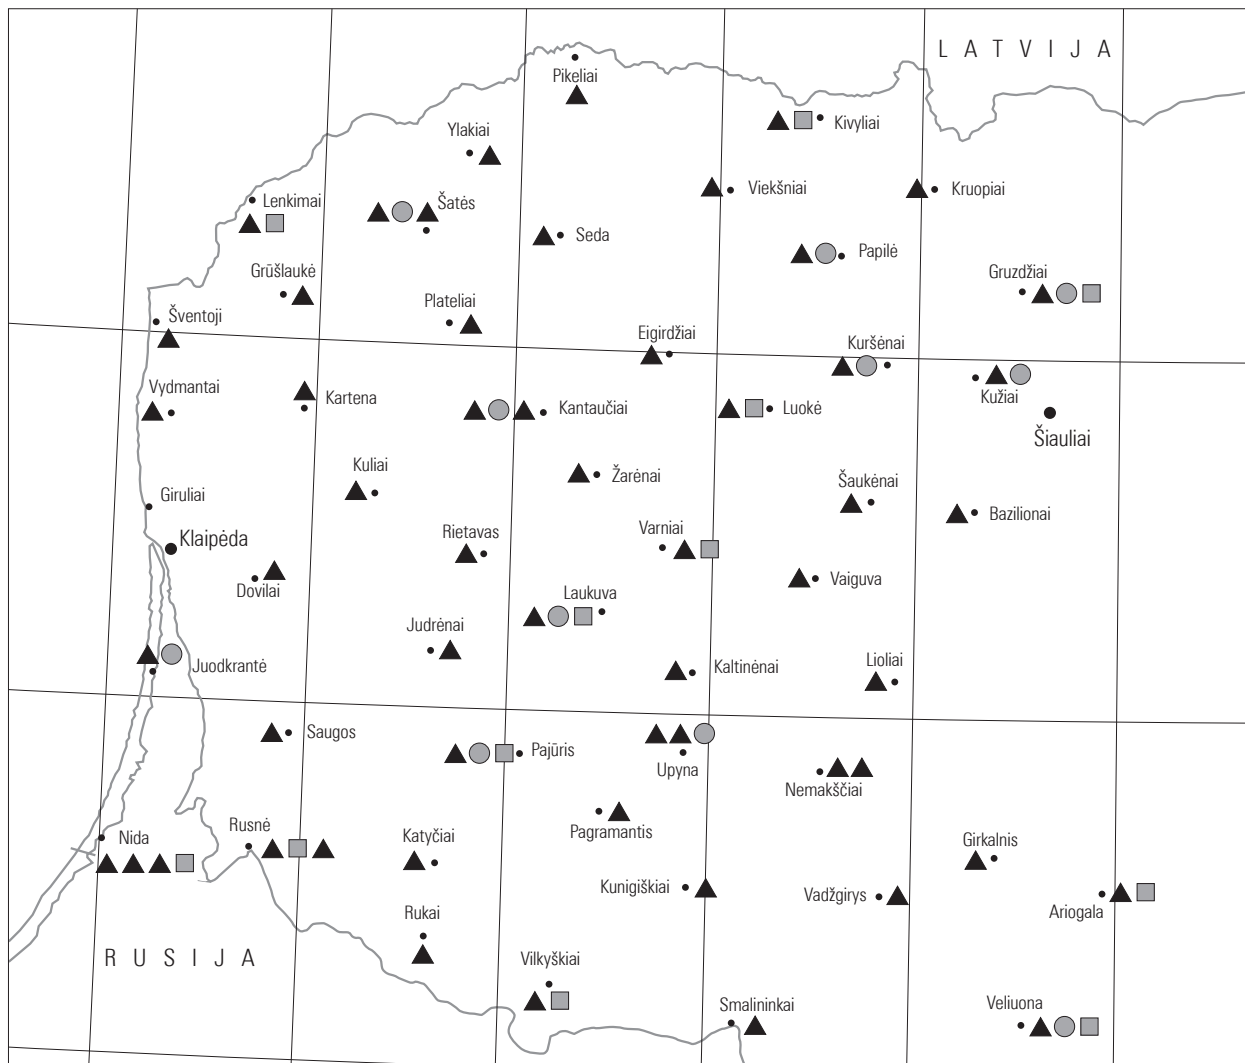 LATVIJA
Pikeliai
Kivyliai
Ylakiai
Viekšniai
Kruopiai
Lenkimai
Šatės
Seda
Papilė
Grūšlaukė
Gruzdžiai
Plateliai
Šventoji
Eigirdžiai
Kuršėnai
Vydmantai
Kartena
Kantaučiai
Luokė
Kužiai
Šiauliai
Kuliai
Žarėnai
Šaukėnai
Giruliai
Bazilionai
Klaipėda
Rietavas
Varniai
Dovilai
Vaiguva
Laukuva
Judrėnai
Juodkrantė
Kaltinėnai
Lioliai
Saugos
Pajūris
Upyna
Nemakščiai
Pagramantis
Nida
Rusnė
Katyčiai
Girkalnis
Kunigiškiai
Vadžgirys
Ariogala
Rukai
RUSIJA
Vilkyškiai
Smalininkai
Veliuona